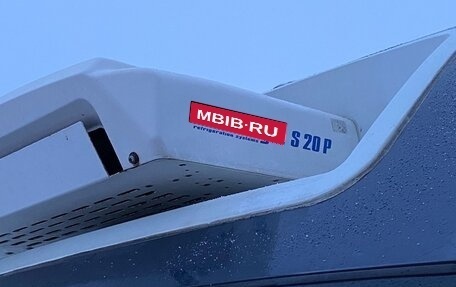 MBIB·RU
refrigeration systems
S 20 P